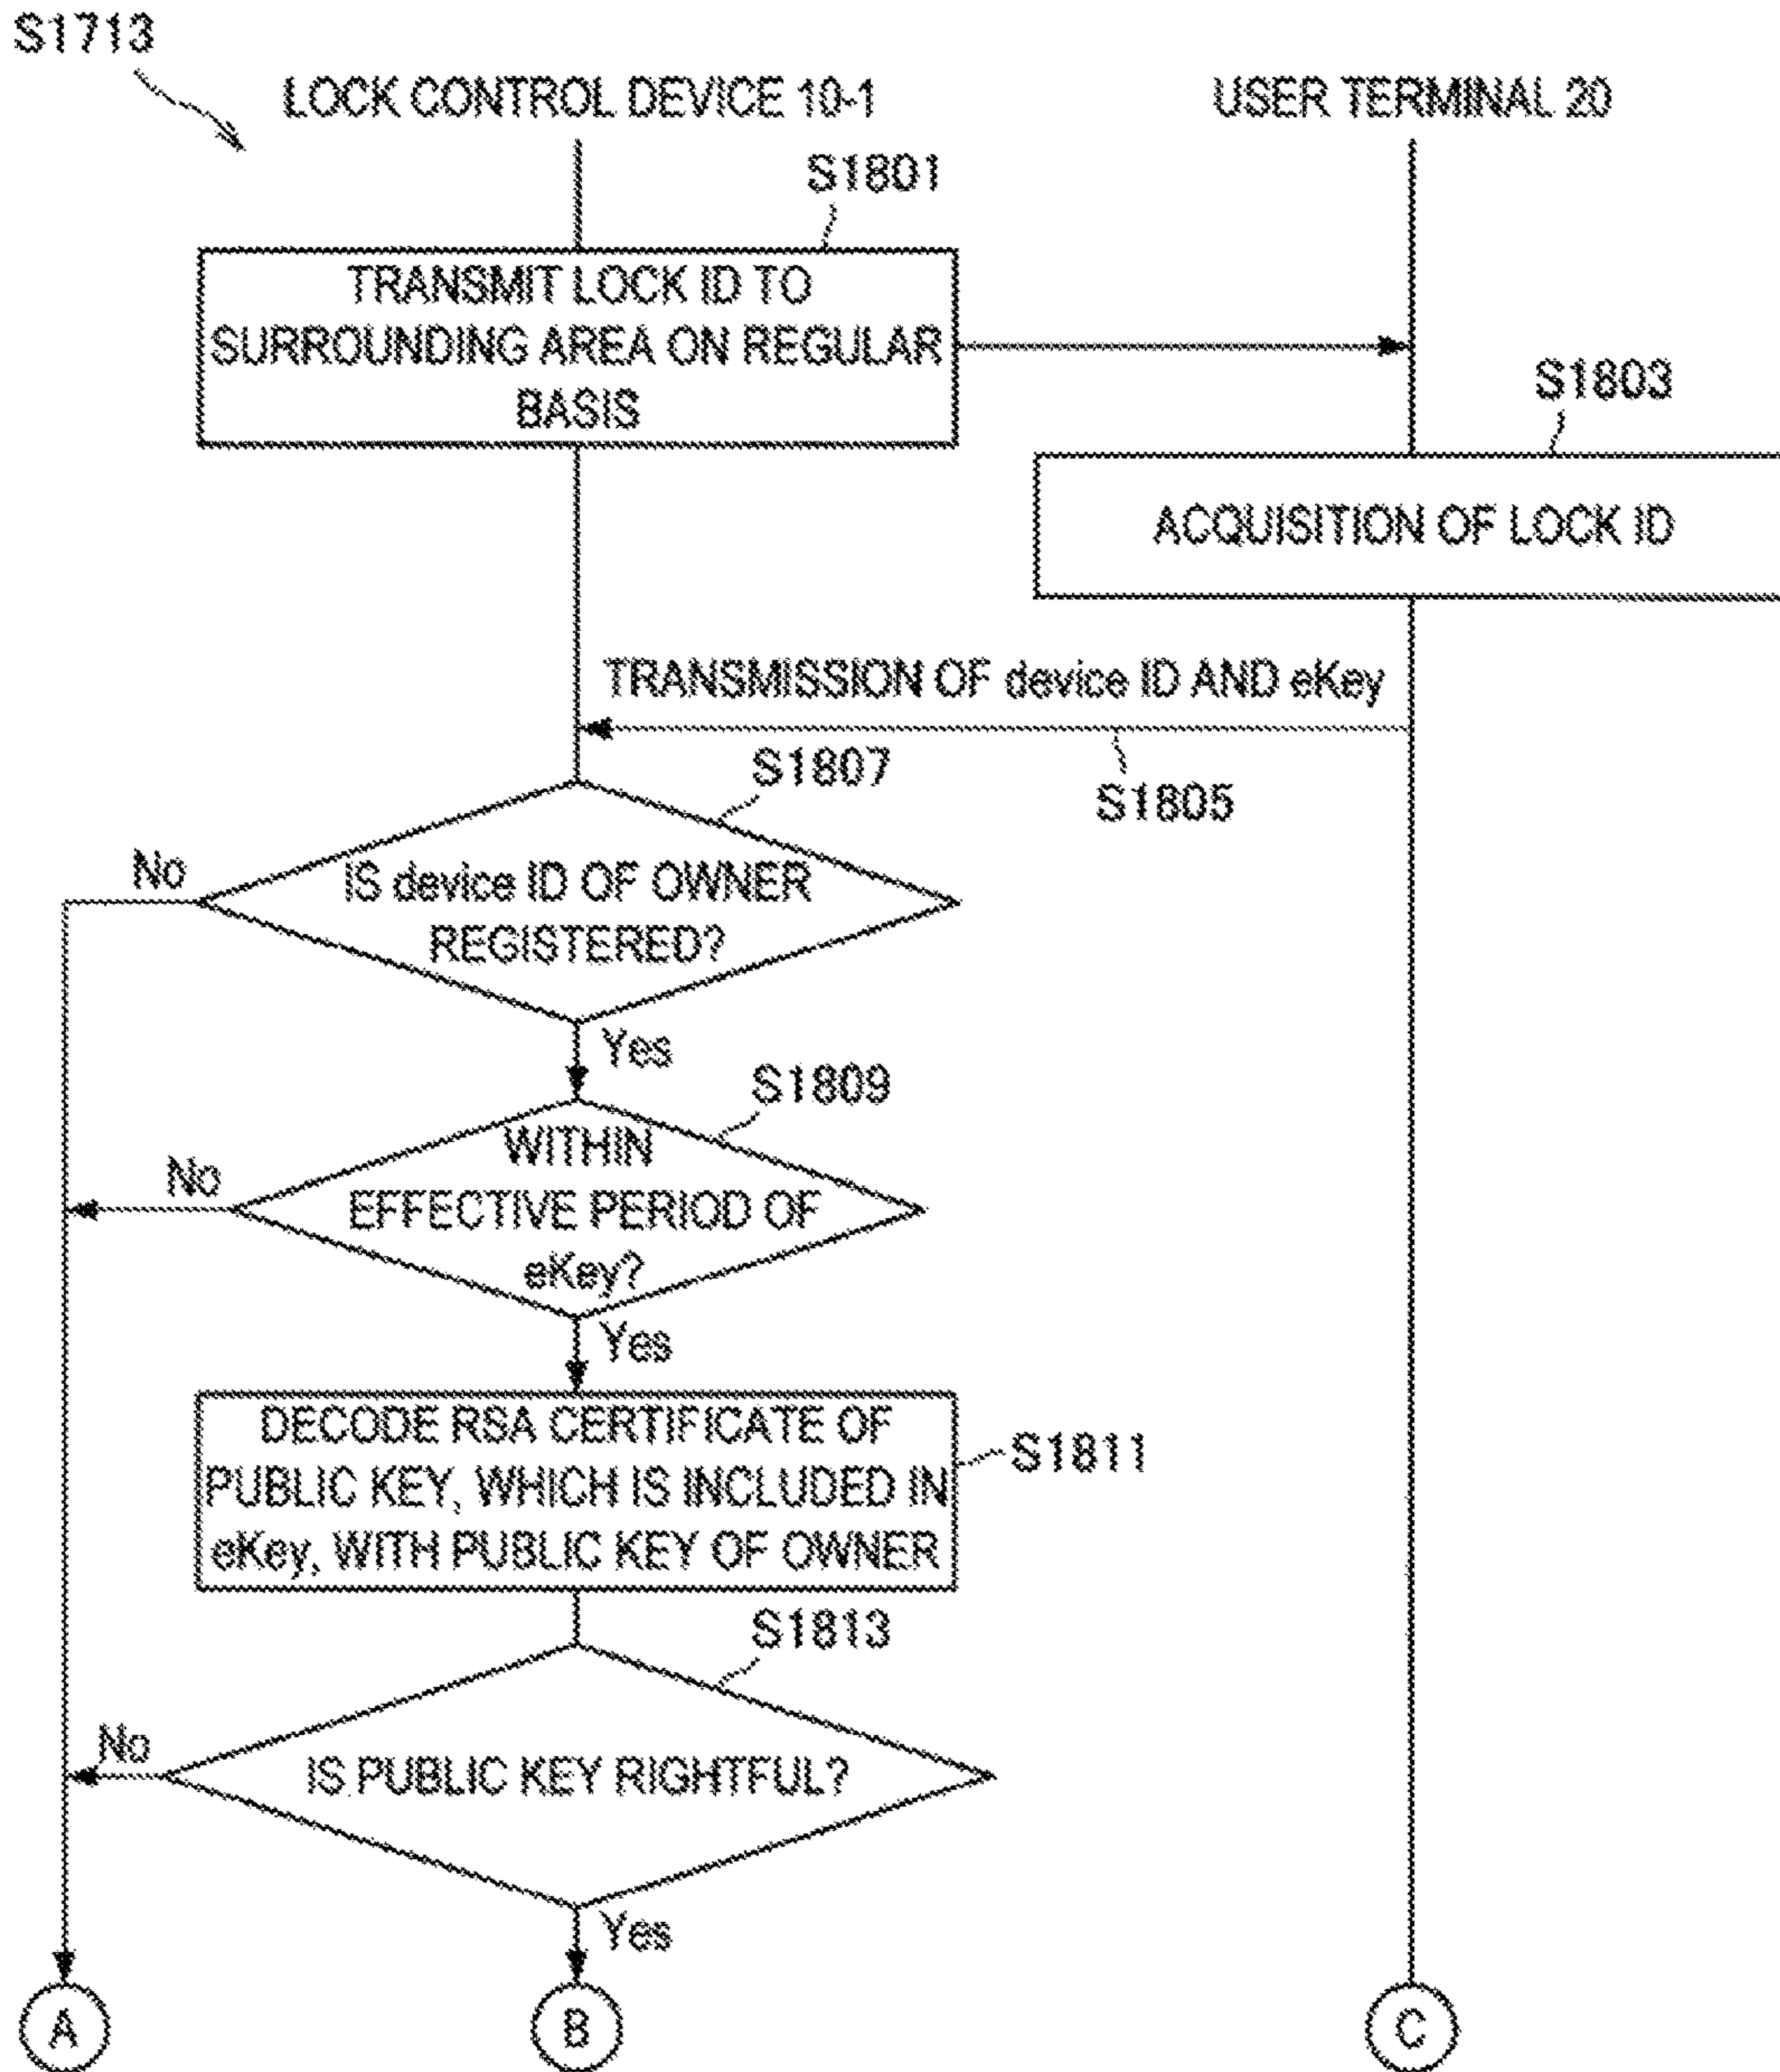 S1713
LOCK CONTROL DEVICE 10-1
USER TERMINAL 20
S1801
TRANSMIT LOCK ID TO
SURROUNDING AREA ON REGULAR
BASIS
S1803
ACQUISITION OF LOCK ID
TRANSMISSION OF device ID AND eKey
S1805
S1807
IS device ID OF OWNER
REGISTERED?
No
Yes
S1809
WITHIN
EFFECTIVE PERIOD OF
eKey?
No
Yes
DECODE RSA CERTIFICATE OF
PUBLIC KEY, WHICH IS INCLUDED IN
eKey, WITH PUBLIC KEY OF OWNER
S1811
S1813
IS PUBLIC KEY RIGHTFUL?
No
Yes
A
B
C